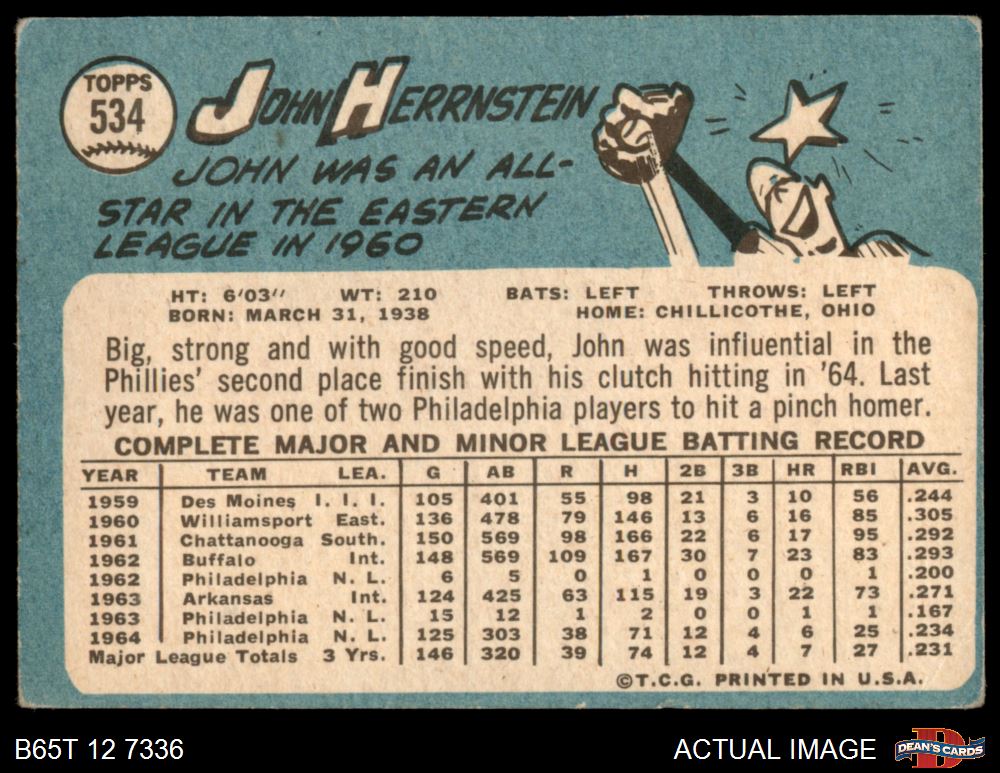 TOPPS
534
JOHN HERRNSTEIN
JOHN WAS AN ALL-
STAR IN THE EASTERN
LEAGUE IN 1960
HT: 6'03" WT: 210 BATS: LEFT THROWS: LEFT
BORN: MARCH 31, 1938 HOME: CHILLICOTHE, OHIO
Big, strong and with good speed, John was influential in the
Phillies' second place finish with his clutch hitting in '64. Last
year, he was one of two Philadelphia players to hit a pinch homer.
COMPLETE MAJOR AND MINOR LEAGUE BATTING RECORD
YEAR TEAM LEA. G AB R H 2B 3B HR RBI AVG.
1959 Des Moines I. I. I. 105 401 55 98 21 3 10 56 .244
1960 Williamsport East. 136 478 79 146 13 6 16 85 .305
1961 Chattanooga South. 150 569 98 166 22 6 17 95 .292
1962 Buffalo Int. 148 569 109 167 30 7 23 83 .293
1962 Philadelphia N. L. 6 5 0 1 0 0 0 1 .200
1963 Arkansas Int. 124 425 63 115 19 3 22 73 .271
1963 Philadelphia N. L. 15 12 1 2 0 0 1 1 .167
1964 Philadelphia N. L. 125 303 38 71 12 4 6 25 .234
Major League Totals 3 Yrs. 146 320 39 74 12 4 7 27 .231
©T.C.G. PRINTED IN U.S.A.
B65T 12 7336 ACTUAL IMAGE D DEAN'S CARDS